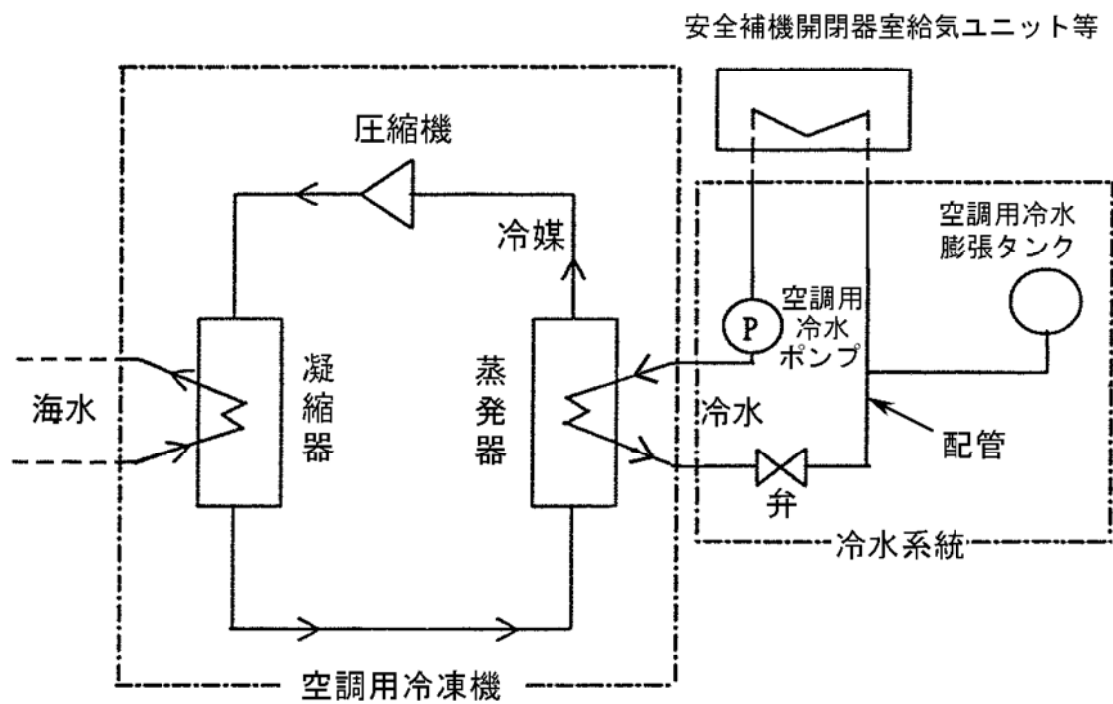 安全補機開閉器室給気ユニット等
圧縮機
冷媒
空調用冷水
膨張タンク
空調用
冷水
ポンプ
P
凝縮器
蒸発器
海水
冷水
配管
弁
冷水系統
空調用冷凍機